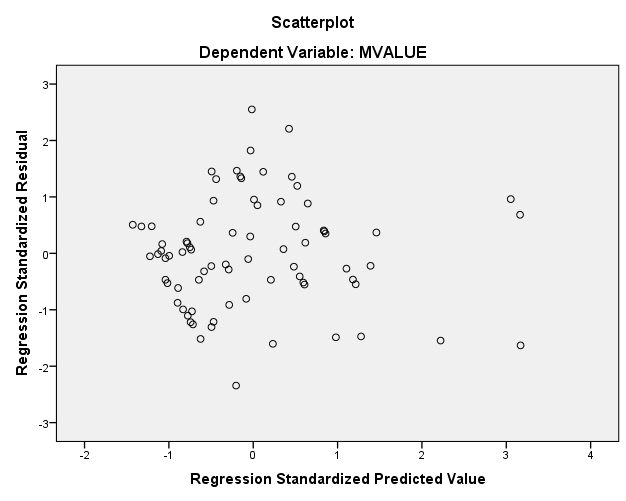 Scatterplot
Dependent Variable: MVALUE
Regression Standardized Residual
3
2
1
0
-1
-2
-3
-2 -1 0 1 2 3 4
Regression Standardized Predicted Value